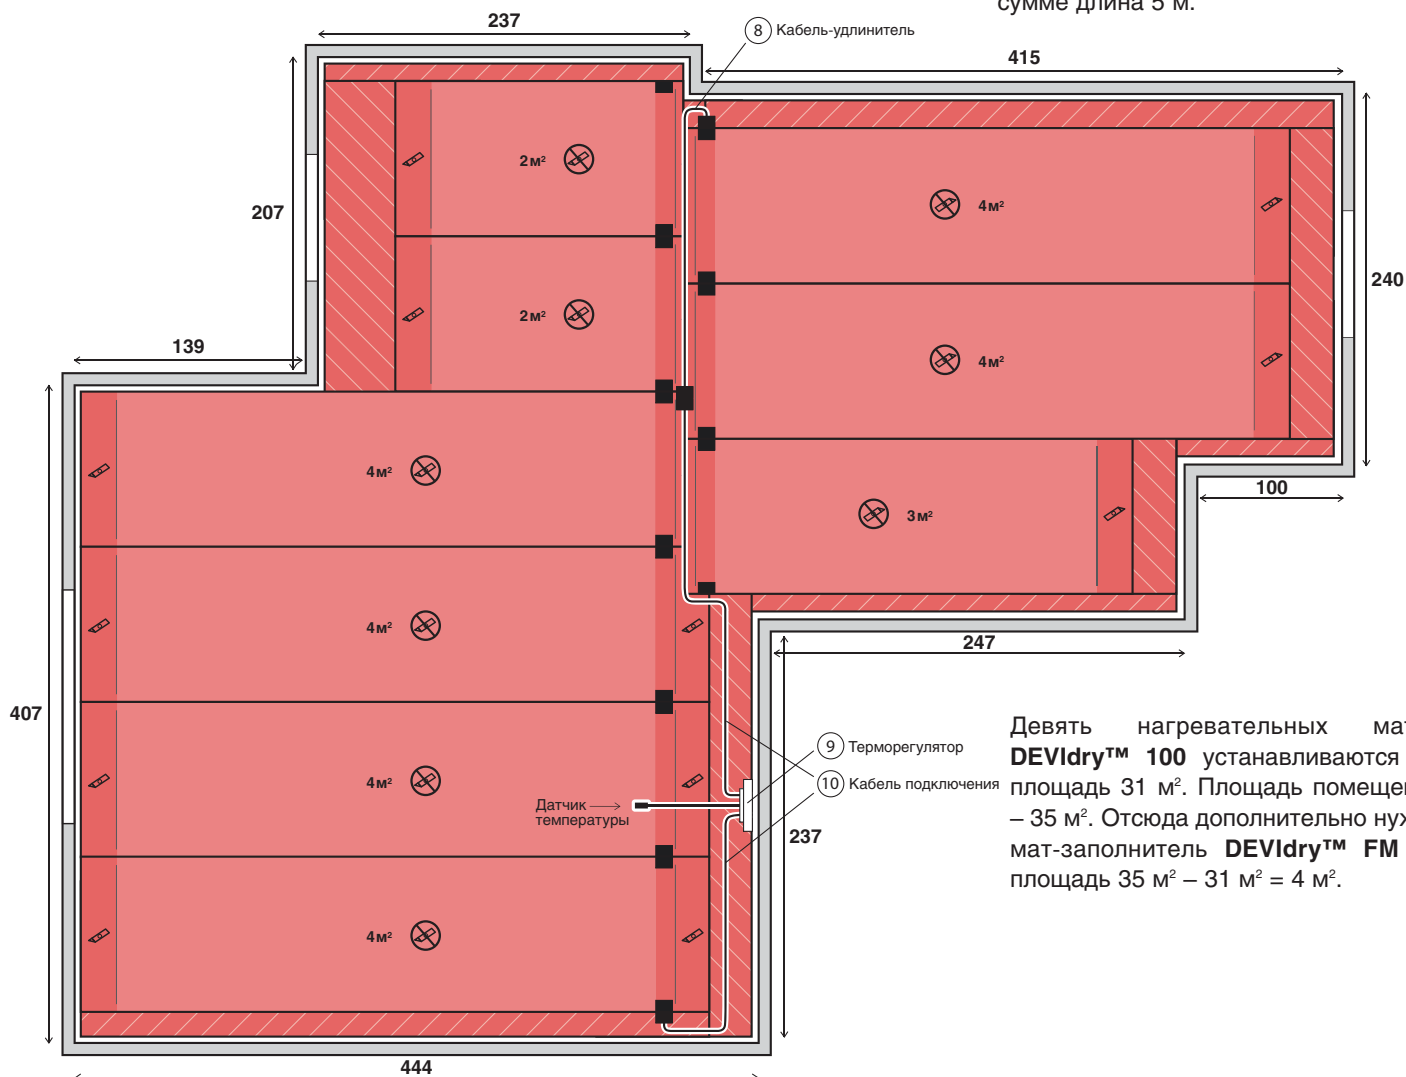 сумме длина 5 м.
237
8 Кабель-удлинитель
415
2 м²
4 м²
207
240
2 м²
4 м²
139
4 м²
100
3 м²
4 м²
247
407
9 Терморегулятор
4 м²
10 Кабель подключения
Датчик
температуры
237
4 м²
444
Девять нагревательных
DEVIdry™ 100 устанавливаются
площадь 31 м². Площадь
– 35 м². Отсюда дополнительно
мат-заполнитель DEVIdry™ FM
площадь 35 м² – 31 м² = 4 м².